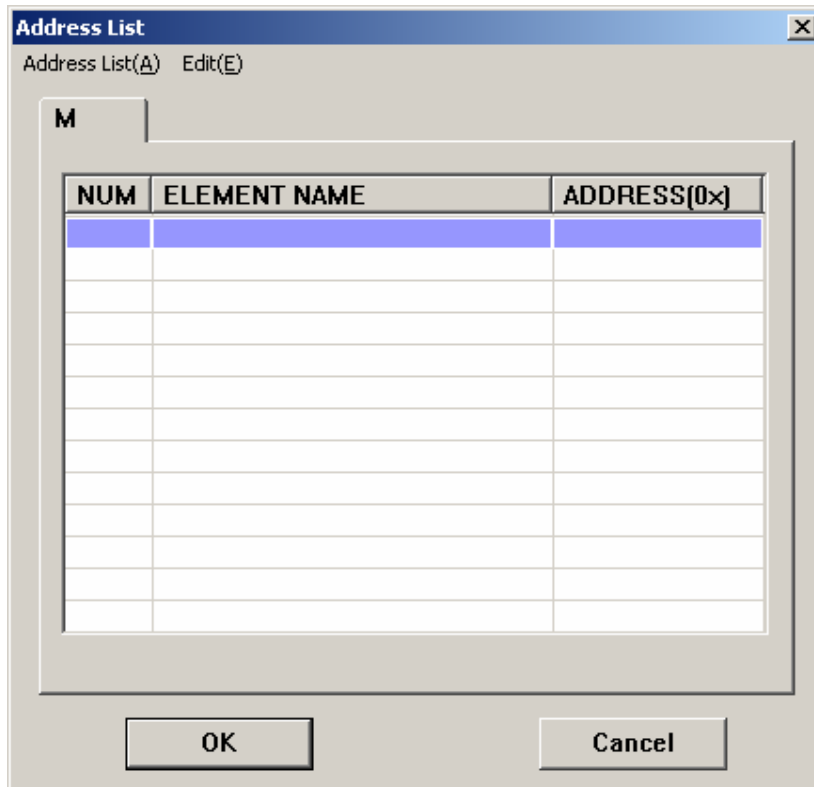 Address List
Address List(A) Edit(E)
M
NUM ELEMENT NAME ADDRESS(0x)
OK Cancel